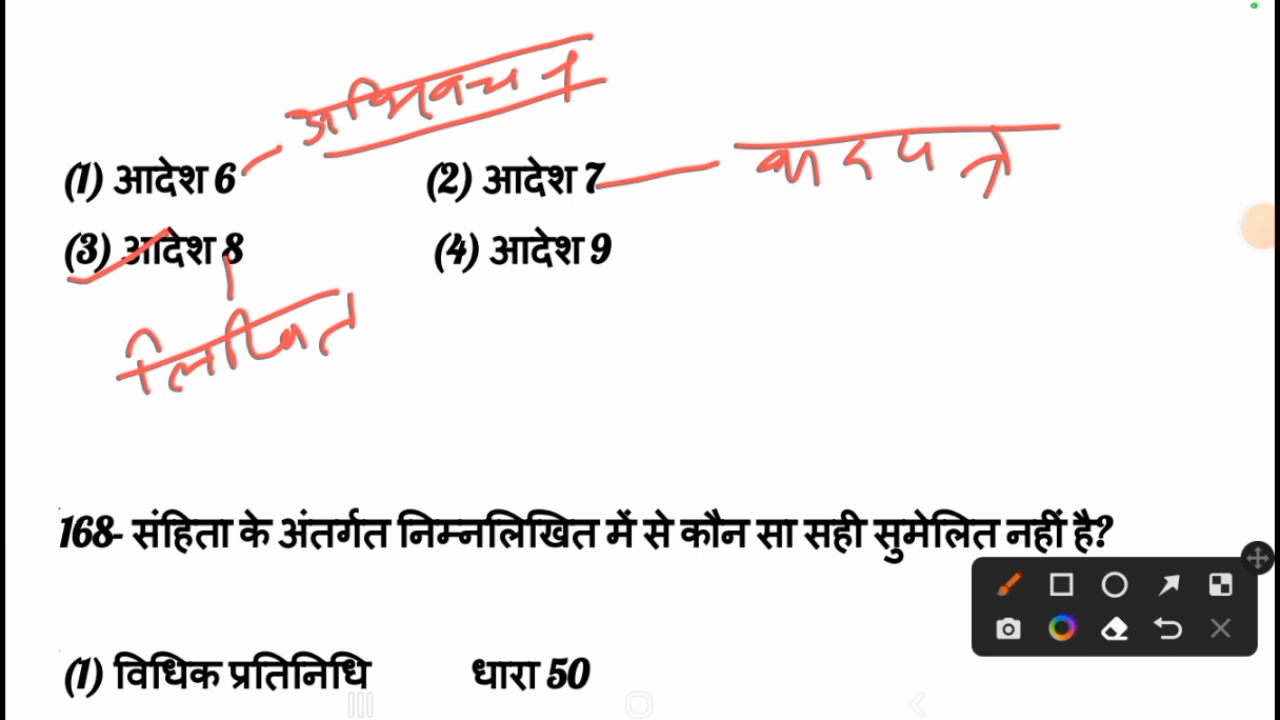 अभिवचन
(1) आदेश 6 (2) आदेश 7 वादपत्र
(3) आदेश 8 (4) आदेश 9
लिखित
168- संहिता के अंतर्गत निम्नलिखित में से कौन सा सही सुमेलित नहीं है?
(1) विधिक प्रतिनिधि धारा 50